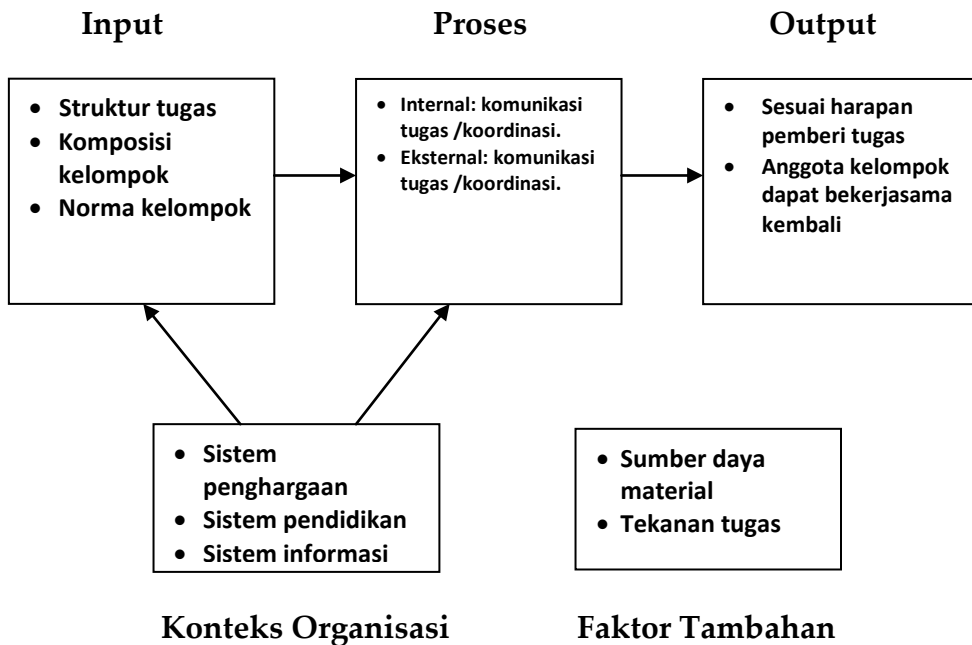 Input
Proses
Output
• Struktur tugas
• Komposisi
kelompok
• Norma kelompok
• Internal: komunikasi
tugas /koordinasi.
• Eksternal: komunikasi
tugas /koordinasi.
• Sesuai harapan
pemberi tugas
• Anggota kelompok
dapat bekerjasama
kembali
• Sistem
penghargaan
• Sistem pendidikan
• Sistem informasi
• Sumber daya
material
• Tekanan tugas
Konteks Organisasi
Faktor Tambahan